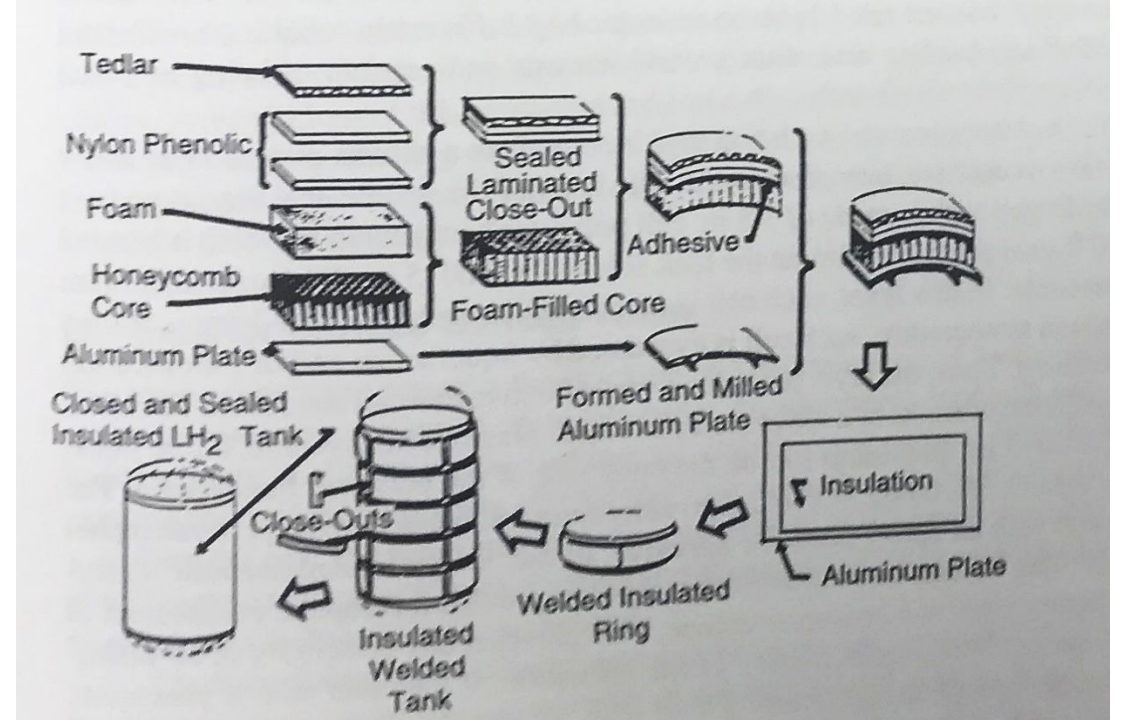 Tedlar
Nylon Phenolic
Foam
Honeycomb
Core
Aluminum Plate
Sealed
Laminated
Close-Out
Foam-Filled Core
Adhesive
Formed and Milled
Aluminum Plate
Closed and Sealed
Insulated LH₂ Tank
Close-Outs
Insulated
Welded
Tank
Welded Insulated
Ring
Insulation
Aluminum Plate